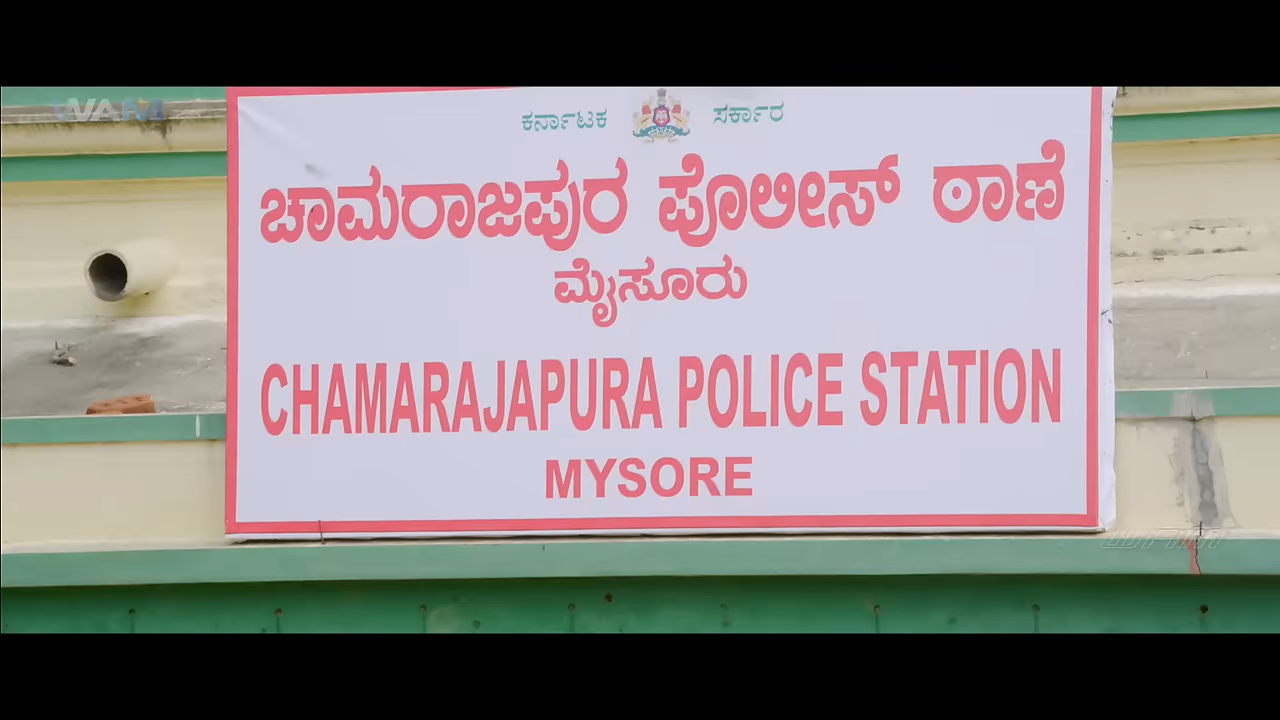 ಕರ್ನಾಟಕ ಸರ್ಕಾರ
ಚಾಮರಾಜಪುರ ಪೊಲೀಸ್ ಠಾಣೆ
ಮೈಸೂರು
CHAMARAJAPURA POLICE STATION
MYSORE